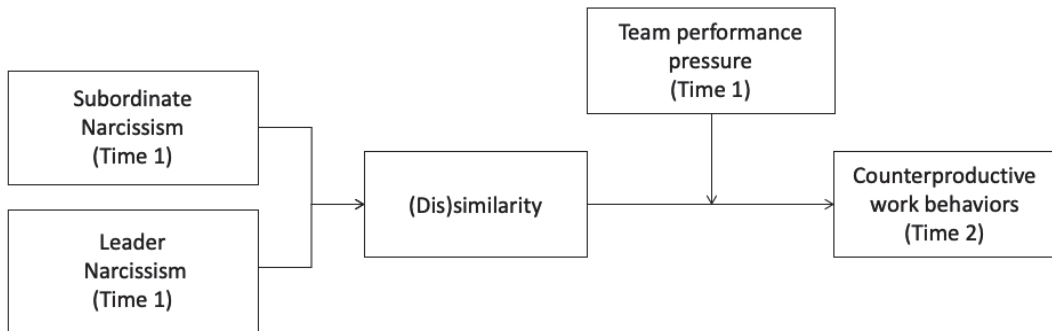 Team performance
pressure
(Time 1)
Subordinate
Narcissism
(Time 1)
(Dis)similarity
Counterproductive
work behaviors
(Time 2)
Leader
Narcissism
(Time 1)